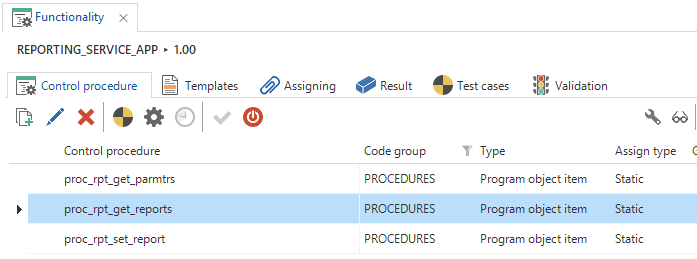 Functionality
REPORTING_SERVICE_APP ‣ 1.00
Control procedure Templates Assigning Result Test cases Validation
Control procedure Code group Type Assign type
proc_rpt_get_parmtrs PROCEDURES Program object item Static
proc_rpt_get_reports PROCEDURES Program object item Static
proc_rpt_set_report PROCEDURES Program object item Static